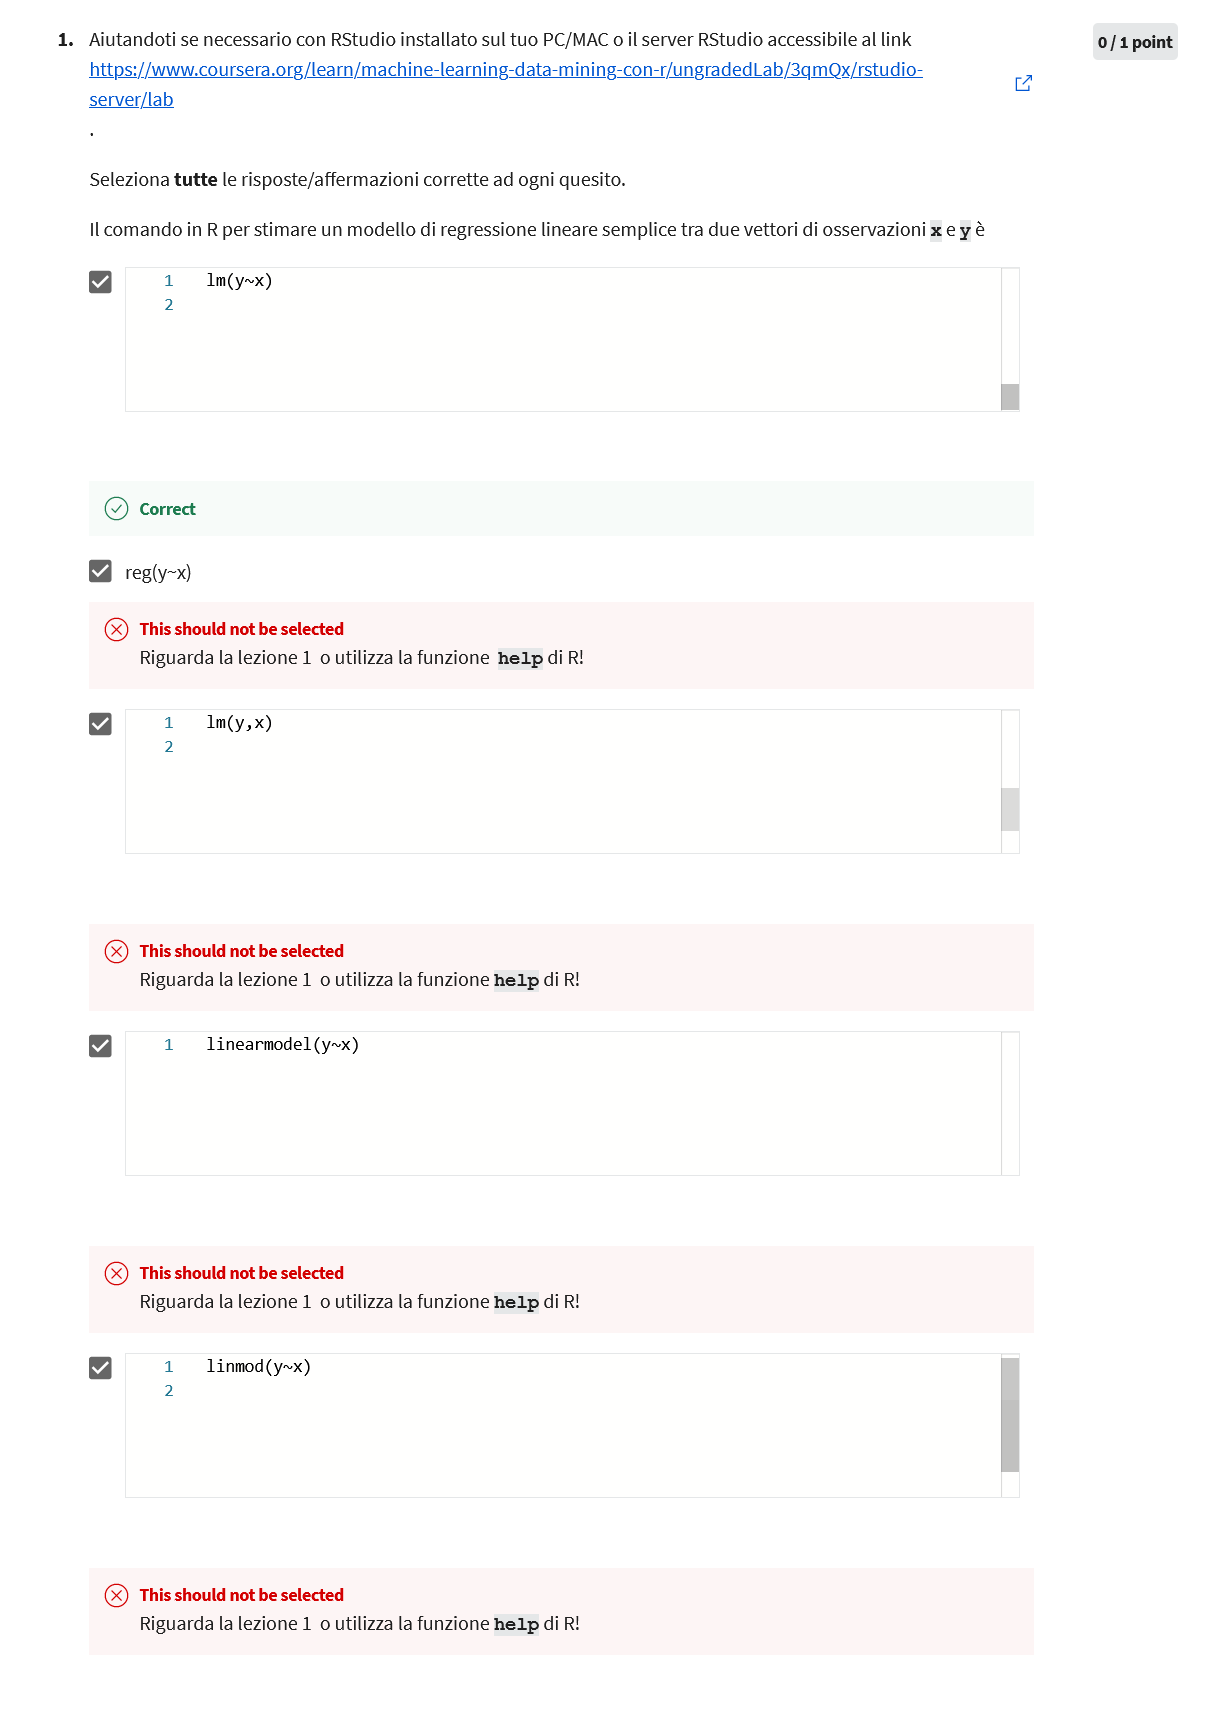 1. Aiutandoti se necessario con RStudio installato sul tuo PC/MAC o il server RStudio accessibile al link
0 / 1 point
https://www.coursera.org/learn/machine-learning-data-mining-con-r/ungradedLab/3qmQx/rstudio-
server/lab
.
Seleziona tutte le risposte/affermazioni corrette ad ogni quesito.
Il comando in R per stimare un modello di regressione lineare semplice tra due vettori di osservazioni x e y è
1 lm(y~x)
2
Correct
reg(y~x)
This should not be selected
Riguarda la lezione 1 o utilizza la funzione help di R!
1 lm(y,x)
2
This should not be selected
Riguarda la lezione 1 o utilizza la funzione help di R!
1 linearmodel(y~x)
This should not be selected
Riguarda la lezione 1 o utilizza la funzione help di R!
1 linmod(y~x)
2
This should not be selected
Riguarda la lezione 1 o utilizza la funzione help di R!